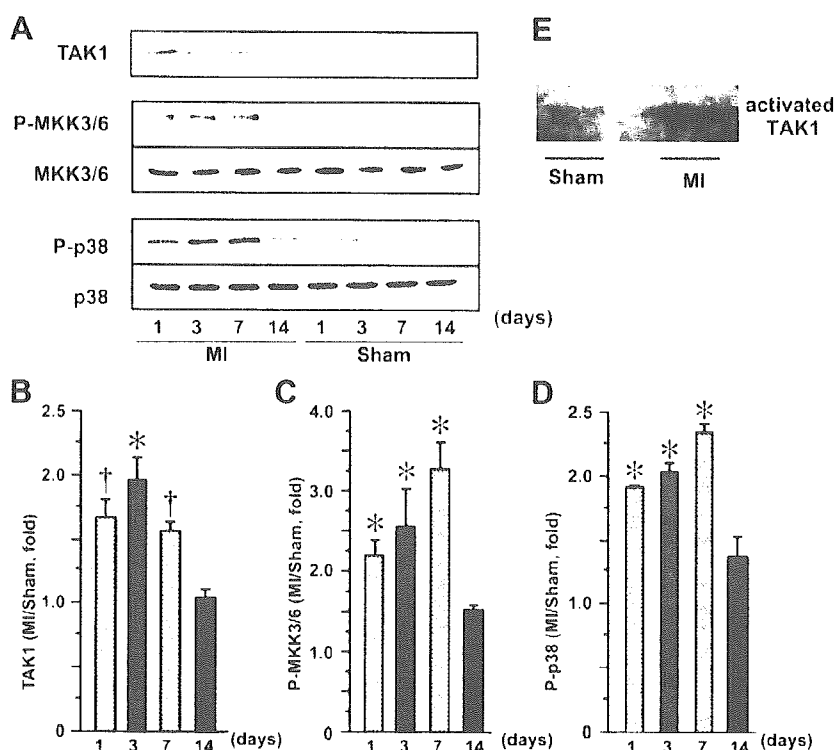 A
TAK1
P-MKK3/6
MKK3/6
P-p38
p38
1 3 7 14 1 3 7 14 (days)
MI Sham
E
activated
TAK1
Sham MI
B
TAK1 (MI/Sham, fold)
2.5
2.0
1.0
0
† * †
1 3 7 14 (days)
C
P-MKK3/6 (MI/Sham, fold)
4.0
3.0
2.0
1.0
0
* * *
1 3 7 14 (days)
D
P-p38 (MI/Sham, fold)
2.5
2.0
1.0
0
* * *
1 3 7 14 (days)